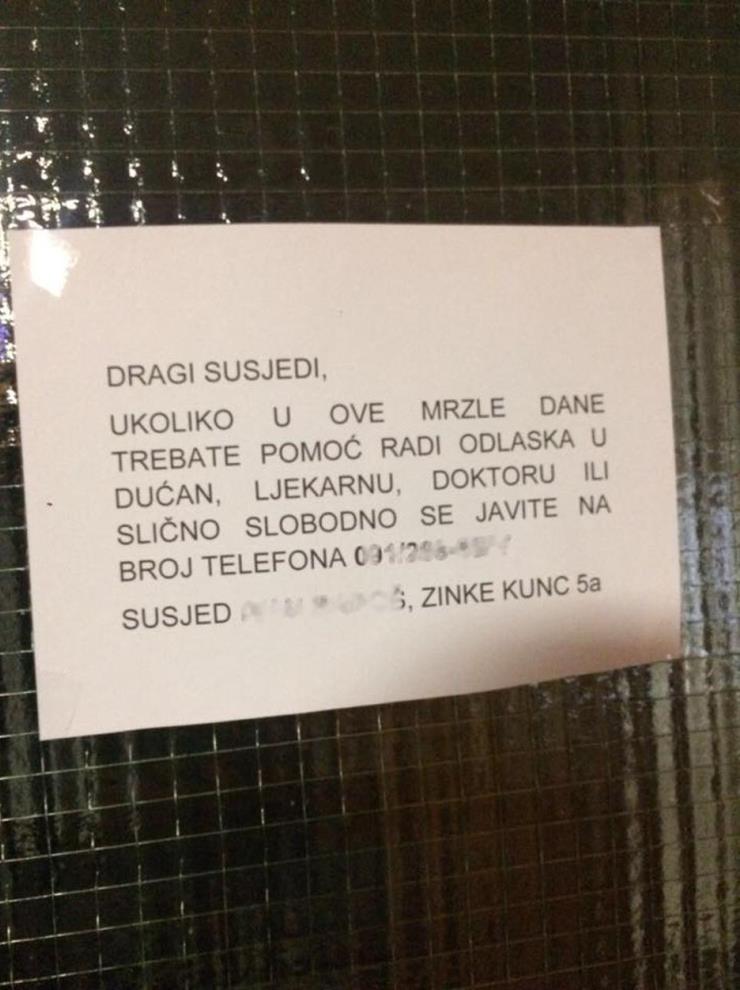 DRAGI SUSJEDI,
UKOLIKO U OVE MRZLE DANE
TREBATE POMOĆ RADI ODLASKA U
DUĆAN, LJEKARNU, DOKTORU ILI
SLIČNO SLOBODNO SE JAVITE NA
BROJ TELEFONA
SUSJED , ZINKE KUNC 5a